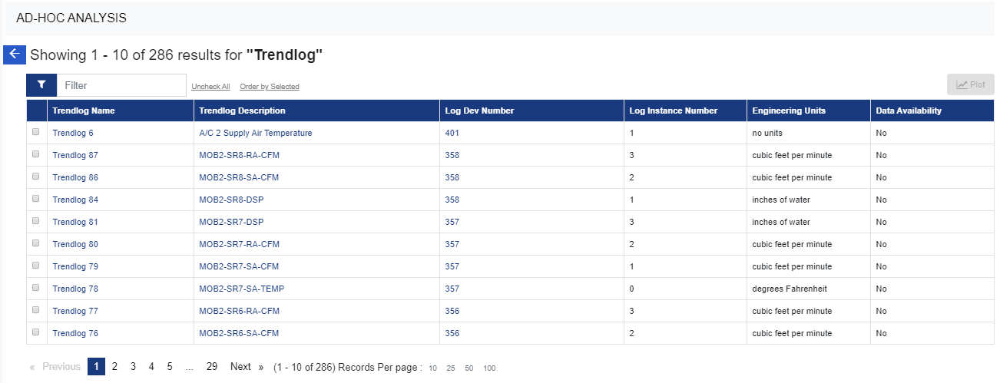 AD-HOC ANALYSIS
Showing 1 - 10 of 286 results for "Trendlog"
Filter Uncheck All Order by Selected Plot
Trendlog Name Trendlog Description Log Dev Number Log Instance Number Engineering Units Data Availability
Trendlog 6 A/C 2 Supply Air Temperature 401 1 no units No
Trendlog 87 MOB2-SR8-RA-CFM 358 3 cubic feet per minute No
Trendlog 86 MOB2-SR8-SA-CFM 358 2 cubic feet per minute No
Trendlog 84 MOB2-SR8-DSP 358 1 inches of water No
Trendlog 81 MOB2-SR7-DSP 357 3 inches of water No
Trendlog 80 MOB2-SR7-RA-CFM 357 2 cubic feet per minute No
Trendlog 79 MOB2-SR7-SA-CFM 357 1 cubic feet per minute No
Trendlog 78 MOB2-SR7-SA-TEMP 357 0 degrees Fahrenheit No
Trendlog 77 MOB2-SR6-RA-CFM 356 3 cubic feet per minute No
Trendlog 76 MOB2-SR6-SA-CFM 356 2 cubic feet per minute No
« Previous 1 2 3 4 5 ... 29 Next » (1 - 10 of 286) Records Per page : 10 25 50 100